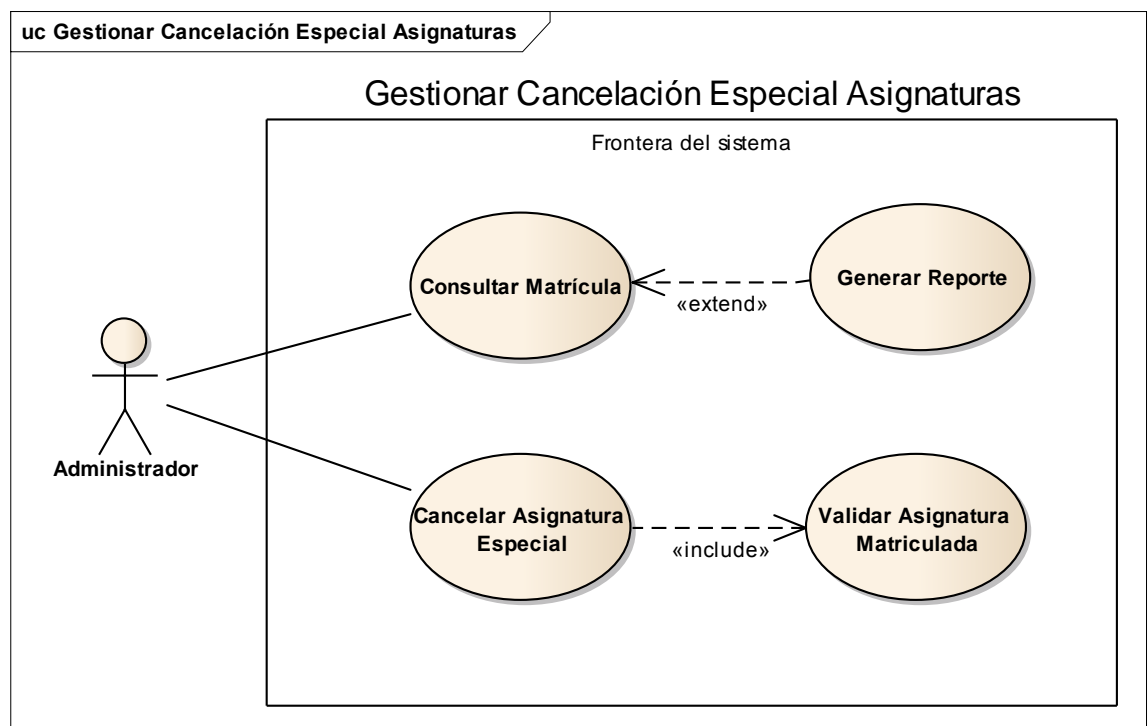 uc Gestionar Cancelación Especial Asignaturas
Gestionar Cancelación Especial Asignaturas
Frontera del sistema
Consultar Matrícula
Generar Reporte
«extend»
Administrador
Cancelar Asignatura
Especial
Validar Asignatura
Matriculada
«include»